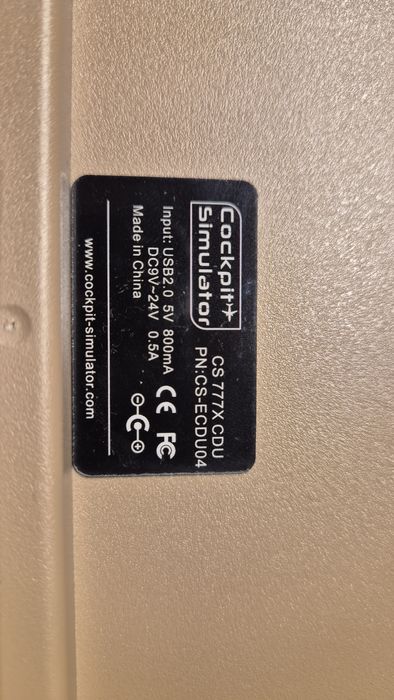 Cockpit
Simulator
CS 777X CDU
PN:CS-ECDU04
Input: USB2.0 5V 800mA
DC9V~24V 0.5A
Made in China
CE FC
www.cockpit-simulator.com